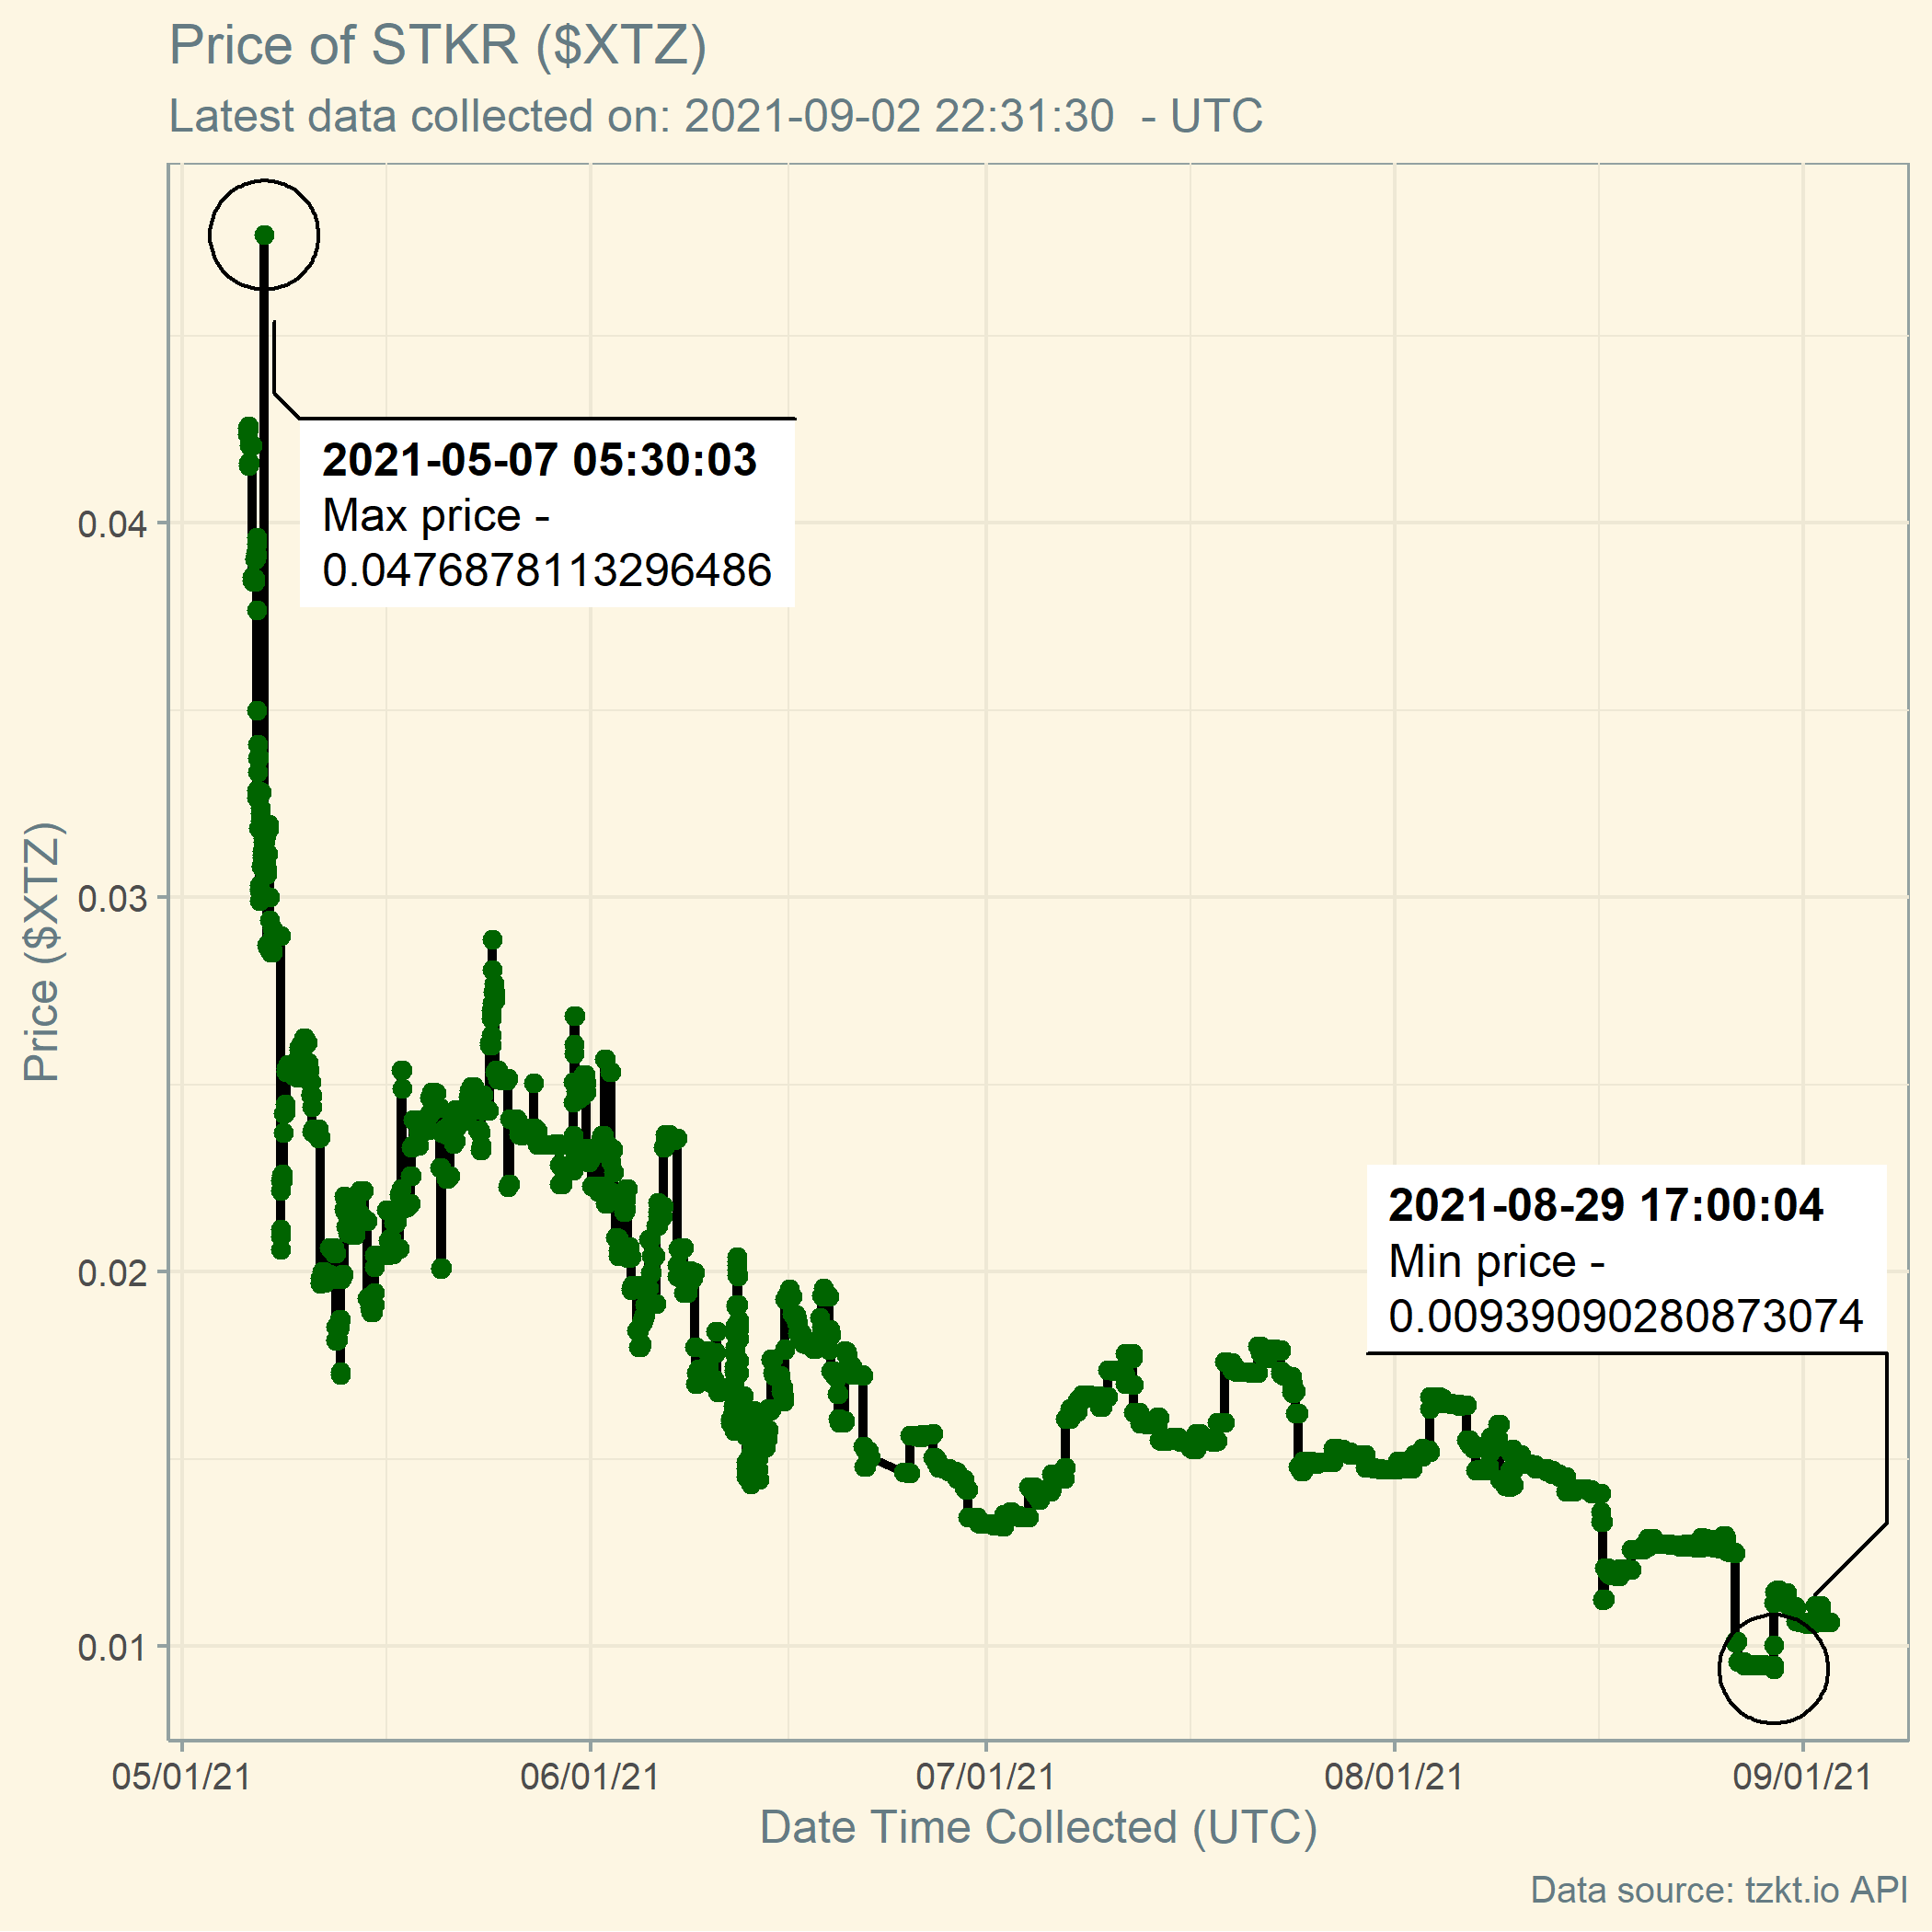 Price of STKR ($XTZ)
Latest data collected on: 2021-09-02 22:31:30  - UTC
2021-05-07 05:30:03
Max price -
0.0476878113296486
0.04
0.03
Price ($XTZ)
2021-08-29 17:00:04
Min price -
0.00939090280873074
0.02
0.01
05/01/21 06/01/21 07/01/21 08/01/21 09/01/21
Date Time Collected (UTC)
Data source: tzkt.io API